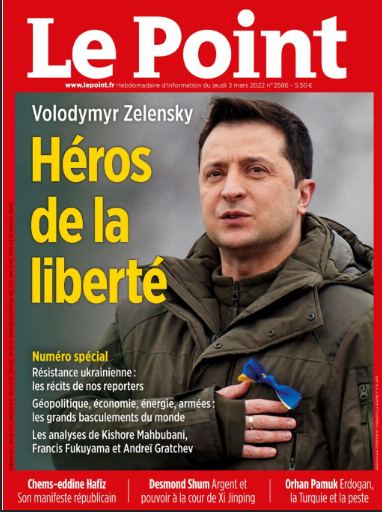 Le Point
www.lepoint.fr Hebdomadaire d'information du jeudi 3 mars 2022 n° 2586 - 5,50 €
Volodymyr Zelensky
Héros
de la
liberté
Numéro spécial
Résistance ukrainienne :
les récits de nos reporters
Géopolitique, économie, énergie, armées :
les grands basculements du monde
Les analyses de Kishore Mahbubani,
Francis Fukuyama et Andreï Gratchev
Chems-eddine Hafiz
Son manifeste républicain
Desmond Shum Argent et
pouvoir à la cour de Xi Jinping
Orhan Pamuk Erdogan,
la Turquie et la peste